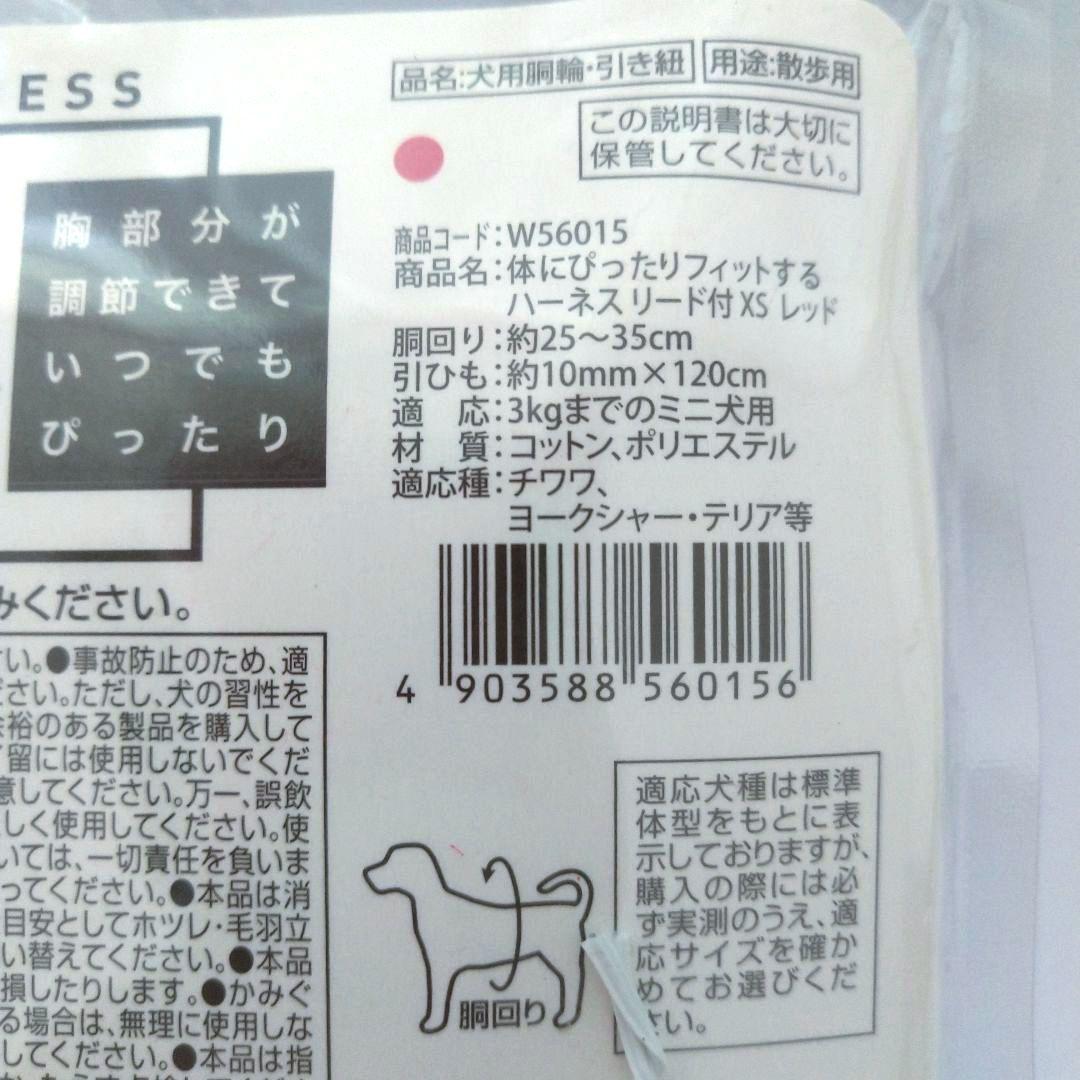 ESS
胸部分が
調節できて
いつでも
ぴったり
品名:犬用胴輪・引き紐
用途:散歩用
この説明書は大切に
保管してください。
商品コード:W56015
商品名:体にぴったりフィットする
ハーネスリード付 XS レッド
胴回り:約25〜35cm
引ひも:約10mm×120cm
適 応:3kgまでのミニ犬用
材 質:コットン、ポリエステル
適応種:チワワ、
ヨークシャー・テリア等
4 903588 560156
みください。
さい。●事故防止のため、適
ださい。ただし、犬の習性を
余裕のある製品を購入して
留には使用しないでくだ
意してください。万一、誤飲
しく使用してください。使
いては、一切責任を負いま
ってください。●本品は消
目安としてホツレ・毛羽立
い替えてください。●本品
損したりします。●かみぐ
る場合は、無理に使用しな
してください。●本品は指
胴回り
適応犬種は標準
体型をもとに表
示しておりますが、
購入の際には必
ず実測のうえ、適
応サイズを確か
めてお選びくだ
さい。